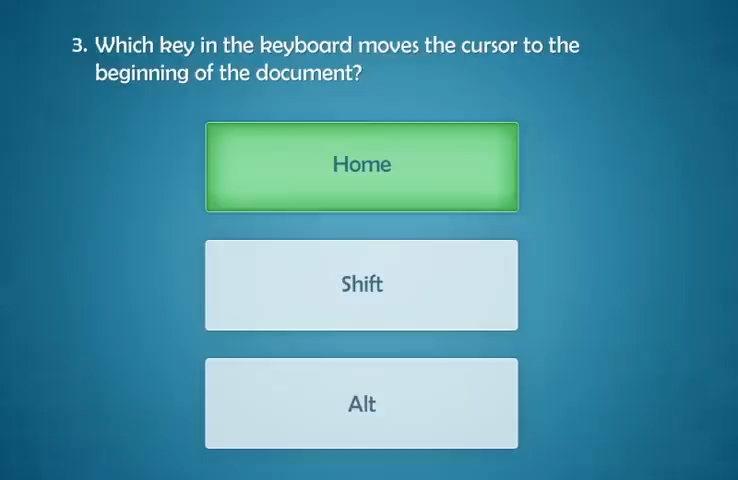 3. Which key in the keyboard moves the cursor to the
beginning of the document?
Home
Shift
Alt